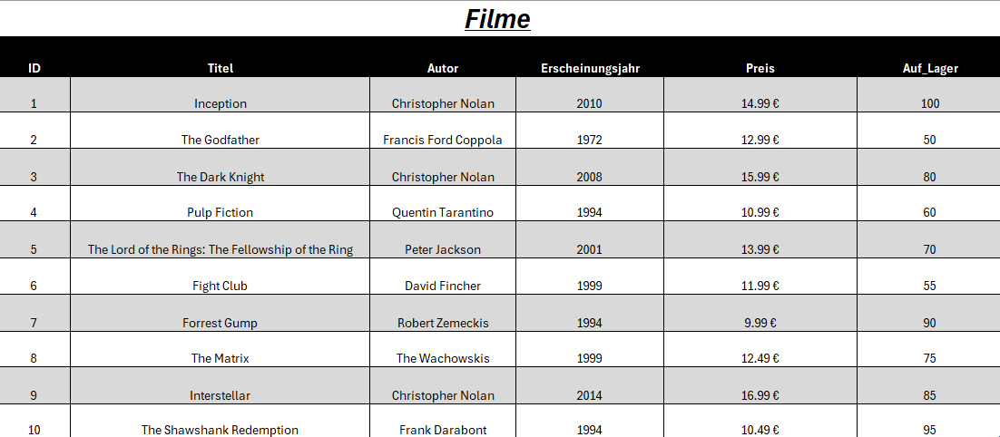 Filme
ID Titel Autor Erscheinungsjahr Preis Auf_Lager
1 Inception Christopher Nolan 2010 14.99 € 100
2 The Godfather Francis Ford Coppola 1972 12.99 € 50
3 The Dark Knight Christopher Nolan 2008 15.99 € 80
4 Pulp Fiction Quentin Tarantino 1994 10.99 € 60
5 The Lord of the Rings: The Fellowship of the Ring Peter Jackson 2001 13.99 € 70
6 Fight Club David Fincher 1999 11.99 € 55
7 Forrest Gump Robert Zemeckis 1994 9.99 € 90
8 The Matrix The Wachowskis 1999 12.49 € 75
9 Interstellar Christopher Nolan 2014 16.99 € 85
10 The Shawshank Redemption Frank Darabont 1994 10.49 € 95